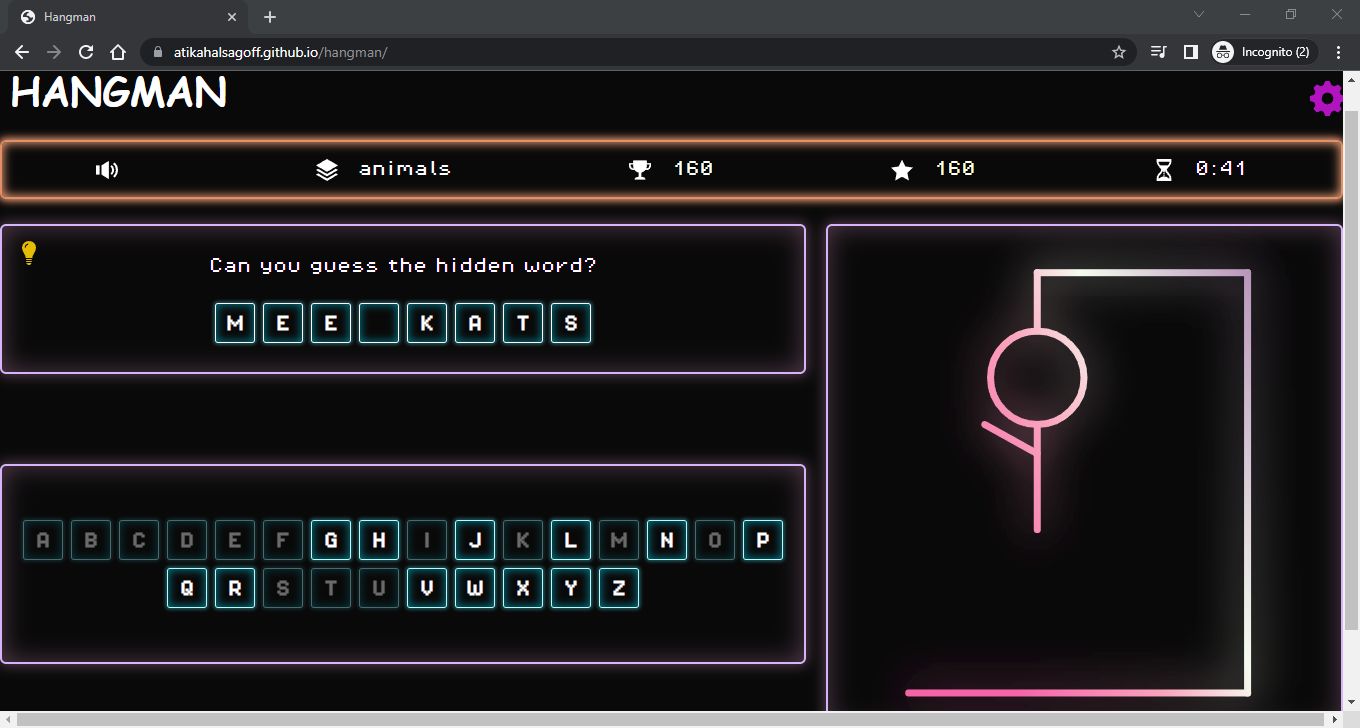 Hangman
atikahalsagoff.github.io/hangman/
Incognito (2)
HANGMAN
animals 160 160 0:41
Can you guess the hidden word?
M E E K A T S
A B C D E F G H I J K L M N O P
Q R S T U V W X Y Z